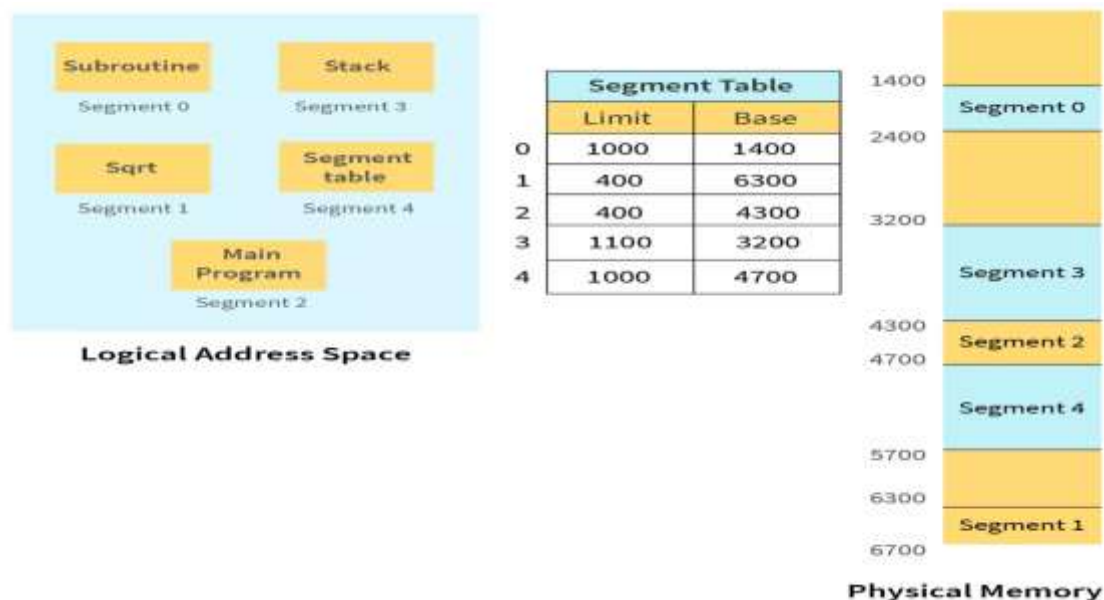 Subroutine
Segment 0
Stack
Segment 3
Sqrt
Segment 1
Segment
table
Segment 4
Main
Program
Segment 2
Logical Address Space
Segment Table
Limit Base
0 1000 1400
1 400 6300
2 400 4300
3 1100 3200
4 1000 4700
1400
Segment 0
2400
3200
Segment 3
4300
Segment 2
4700
Segment 4
5700
6300
Segment 1
6700
Physical Memory